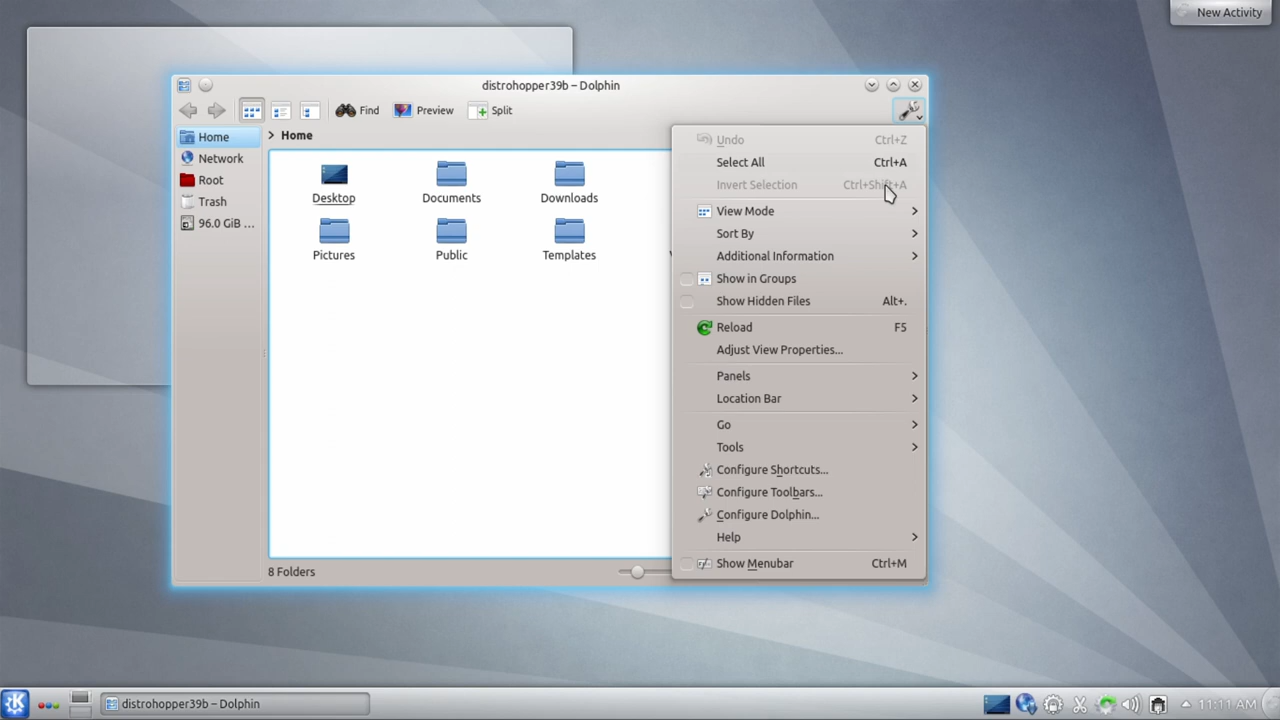 New Activity
distrohopper39b – Dolphin
Find Preview Split
Home
Network
Root
Trash
96.0 GiB ...
> Home
Desktop Documents Downloads
Pictures Public Templates
8 Folders
Undo Ctrl+Z
Select All Ctrl+A
Invert Selection Ctrl+Shift+A
View Mode
Sort By
Additional Information
Show in Groups
Show Hidden Files Alt+.
Reload F5
Adjust View Properties...
Panels
Location Bar
Go
Tools
Configure Shortcuts...
Configure Toolbars...
Configure Dolphin...
Help
Show Menubar Ctrl+M
distrohopper39b – Dolphin
11:11 AM